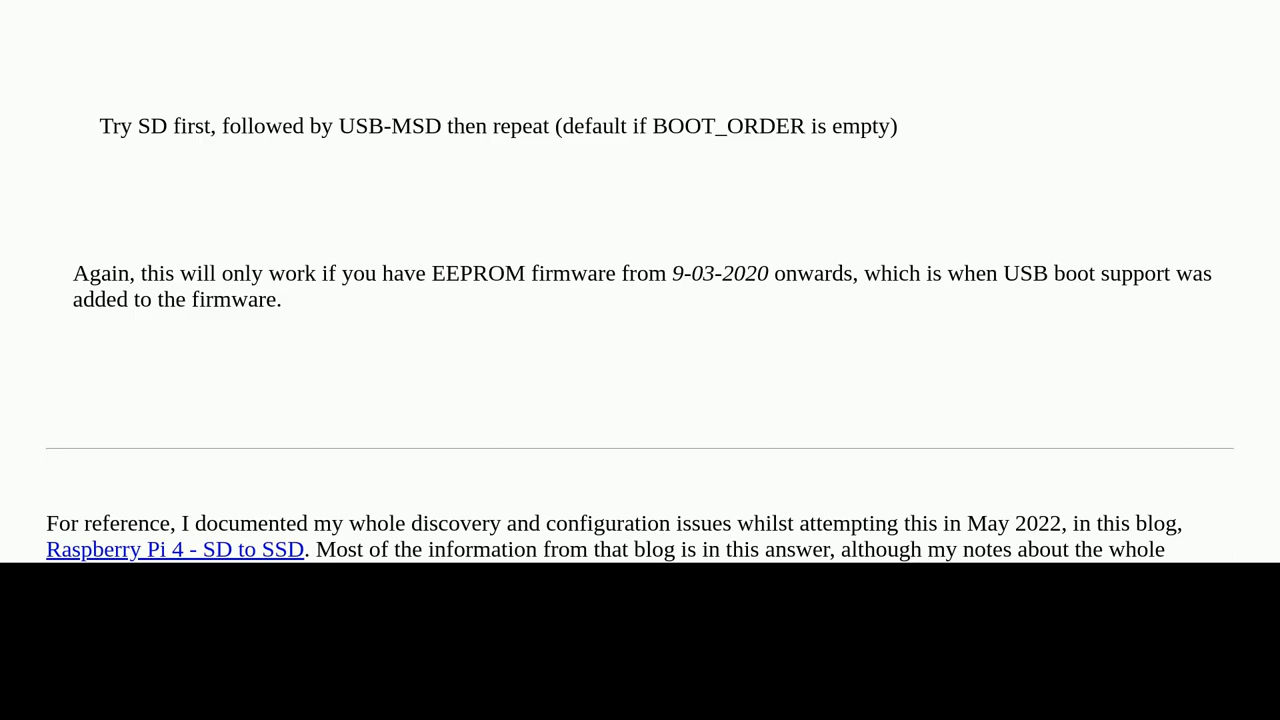 Try SD first, followed by USB-MSD then repeat (default if BOOT_ORDER is empty)
Again, this will only work if you have EEPROM firmware from 9-03-2020 onwards, which is when USB boot support was
added to the firmware.
For reference, I documented my whole discovery and configuration issues whilst attempting this in May 2022, in this blog,
Raspberry Pi 4 - SD to SSD. Most of the information from that blog is in this answer, although my notes about the whole